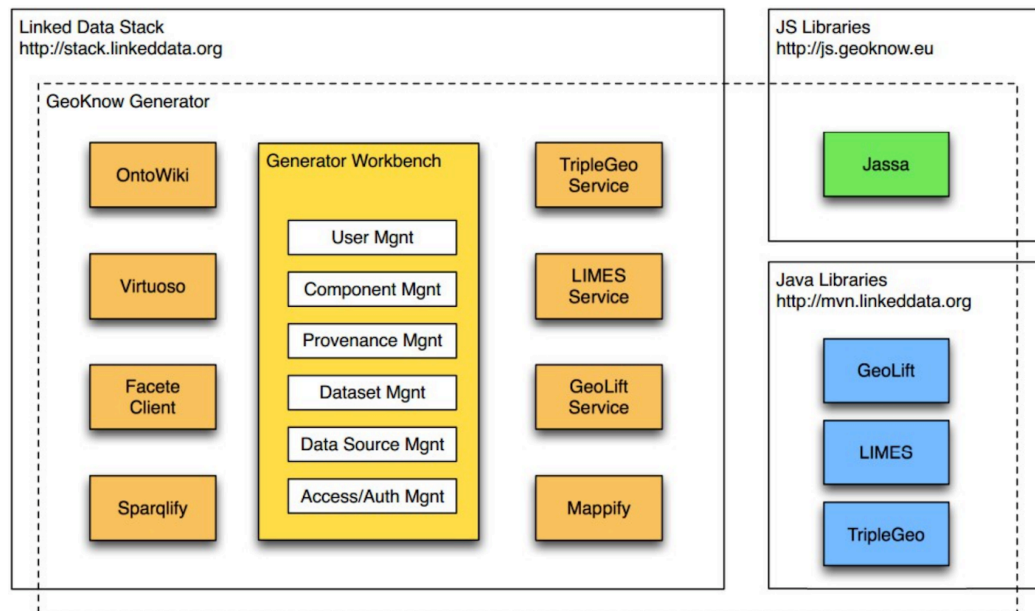 Linked Data Stack
http://stack.linkeddata.org
GeoKnow Generator
OntoWiki
Virtuoso
Facete
Client
Sparqlify
Generator Workbench
User Mgnt
Component Mgnt
Provenance Mgnt
Dataset Mgnt
Data Source Mgnt
Access/Auth Mgnt
TripleGeo
Service
LIMES
Service
GeoLift
Service
Mappify
JS Libraries
http://js.geoknow.eu
Jassa
Java Libraries
http://mvn.linkeddata.org
GeoLift
LIMES
TripleGeo